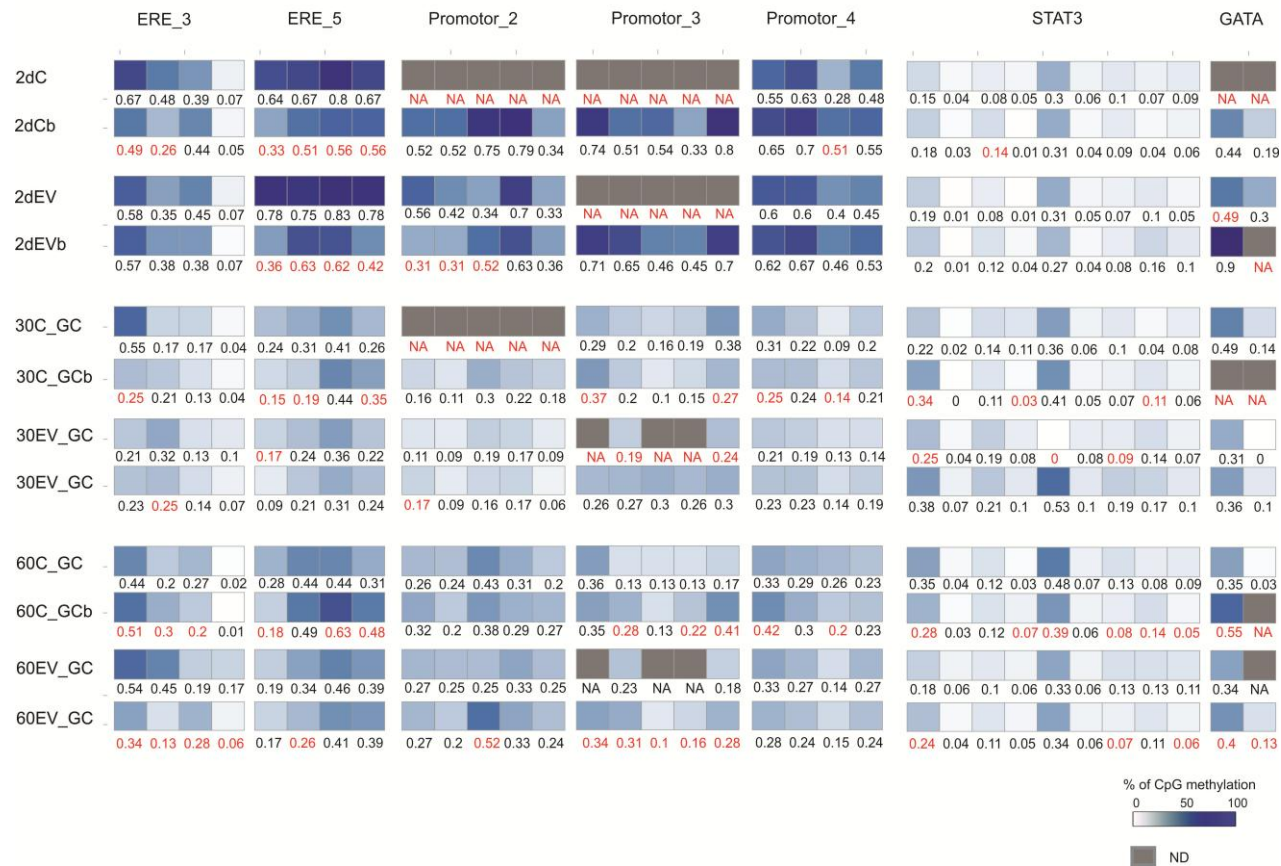 ERE_3 ERE_5 Promotor_2 Promotor_3 Promotor_4 STAT3 GATA
2dC
0.67 0.48 0.39 0.07 0.64 0.67 0.8 0.67 NA NA NA NA NA NA NA NA NA NA 0.55 0.63 0.28 0.48 0.15 0.04 0.08 0.05 0.3 0.06 0.1 0.07 0.09 NA NA
2dCb
0.49 0.26 0.44 0.05 0.33 0.51 0.56 0.56 0.52 0.52 0.75 0.79 0.34 0.74 0.51 0.54 0.33 0.8 0.65 0.7 0.51 0.55 0.18 0.03 0.14 0.01 0.31 0.04 0.09 0.04 0.06 0.44 0.19
2dEV
0.58 0.35 0.45 0.07 0.78 0.75 0.83 0.78 0.56 0.42 0.34 0.7 0.33 NA NA NA NA NA 0.6 0.6 0.4 0.45 0.19 0.01 0.08 0.01 0.31 0.05 0.07 0.1 0.05 0.49 0.3
2dEVb
0.57 0.38 0.38 0.07 0.36 0.63 0.62 0.42 0.31 0.31 0.52 0.63 0.36 0.71 0.65 0.46 0.45 0.7 0.62 0.67 0.46 0.53 0.2 0.01 0.12 0.04 0.27 0.04 0.08 0.16 0.1 0.9 NA
30C_GC
0.55 0.17 0.17 0.04 0.24 0.31 0.41 0.26 NA NA NA NA NA 0.29 0.2 0.16 0.19 0.38 0.31 0.22 0.09 0.2 0.22 0.02 0.14 0.11 0.36 0.06 0.1 0.04 0.08 0.49 0.14
30C_GCb
0.25 0.21 0.13 0.04 0.15 0.19 0.44 0.35 0.16 0.11 0.3 0.22 0.18 0.37 0.2 0.1 0.15 0.27 0.25 0.24 0.14 0.21 0.34 0 0.11 0.03 0.41 0.05 0.07 0.11 0.06 NA NA
30EV_GC
0.21 0.32 0.13 0.1 0.17 0.24 0.36 0.22 0.11 0.09 0.19 0.17 0.09 NA 0.19 NA NA 0.24 0.21 0.19 0.13 0.14 0.25 0.04 0.19 0.08 0 0.08 0.09 0.14 0.07 0.31 0
30EV_GC
0.23 0.25 0.14 0.07 0.09 0.21 0.31 0.24 0.17 0.09 0.16 0.17 0.06 0.26 0.27 0.3 0.26 0.3 0.23 0.23 0.14 0.19 0.38 0.07 0.21 0.1 0.53 0.1 0.19 0.17 0.1 0.36 0.1
60C_GC
0.44 0.2 0.27 0.02 0.28 0.44 0.44 0.31 0.26 0.24 0.43 0.31 0.2 0.36 0.13 0.13 0.13 0.17 0.33 0.29 0.26 0.23 0.35 0.04 0.12 0.03 0.48 0.07 0.13 0.08 0.09 0.35 0.03
60C_GCb
0.51 0.3 0.2 0.01 0.18 0.49 0.63 0.48 0.32 0.2 0.38 0.29 0.27 0.35 0.28 0.13 0.22 0.41 0.42 0.3 0.2 0.23 0.28 0.03 0.12 0.07 0.39 0.06 0.08 0.14 0.05 0.55 NA
60EV_GC
0.54 0.45 0.19 0.17 0.19 0.34 0.46 0.39 0.27 0.25 0.25 0.33 0.25 NA 0.23 NA NA 0.18 0.33 0.27 0.14 0.27 0.18 0.06 0.1 0.06 0.33 0.06 0.13 0.13 0.11 0.34 NA
60EV_GC
0.34 0.13 0.28 0.06 0.17 0.26 0.41 0.39 0.27 0.2 0.52 0.33 0.24 0.34 0.31 0.1 0.16 0.28 0.28 0.24 0.15 0.24 0.24 0.04 0.11 0.05 0.34 0.06 0.07 0.11 0.06 0.4 0.13
% of CpG methylation
0 50 100
ND